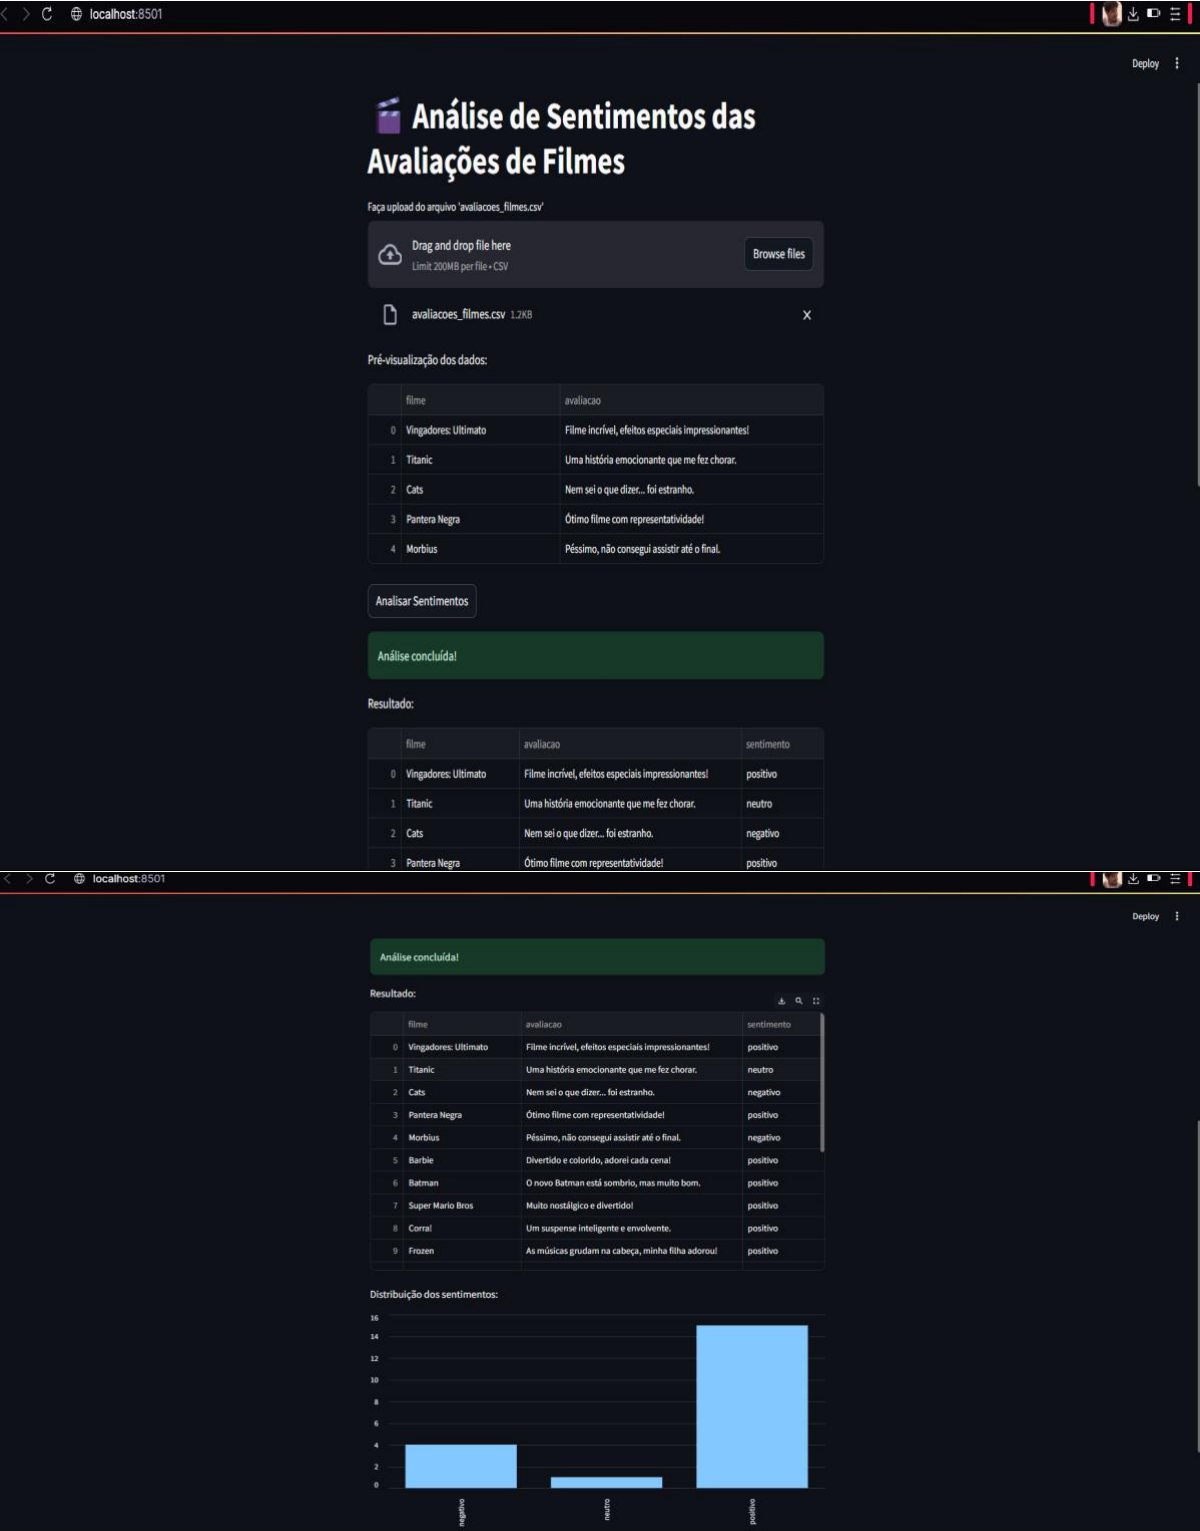 localhost:8501
Deploy
Análise de Sentimentos das
Avaliações de Filmes
Faça upload do arquivo 'avaliacoes_filmes.csv'
Drag and drop file here
Limit 200MB per file • CSV
Browse files
avaliacoes_filmes.csv 1.2KB
Pré-visualização dos dados:
filme avaliacao
0 Vingadores: Ultimato Filme incrível, efeitos especiais impressionantes!
1 Titanic Uma história emocionante que me fez chorar.
2 Cats Nem sei o que dizer... foi estranho.
3 Pantera Negra Ótimo filme com representatividade!
4 Morbius Péssimo, não consegui assistir até o final.
Analisar Sentimentos
Análise concluída!
Resultado:
filme avaliacao sentimento
0 Vingadores: Ultimato Filme incrível, efeitos especiais impressionantes! positivo
1 Titanic Uma história emocionante que me fez chorar. neutro
2 Cats Nem sei o que dizer... foi estranho. negativo
3 Pantera Negra Ótimo filme com representatividade! positivo
localhost:8501
Deploy
Análise concluída!
Resultado:
filme avaliacao sentimento
0 Vingadores: Ultimato Filme incrível, efeitos especiais impressionantes! positivo
1 Titanic Uma história emocionante que me fez chorar. neutro
2 Cats Nem sei o que dizer... foi estranho. negativo
3 Pantera Negra Ótimo filme com representatividade! positivo
4 Morbius Péssimo, não consegui assistir até o final. negativo
5 Barbie Divertido e colorido, adorei cada cena! positivo
6 Batman O novo Batman está sombrio, mas muito bom. positivo
7 Super Mario Bros Muito nostálgico e divertido! positivo
8 Corra! Um suspense inteligente e envolvente. positivo
9 Frozen As músicas grudam na cabeça, minha filha adorou! positivo
Distribuição dos sentimentos:
16
14
12
10
8
6
4
2
0
negativo
neutro
positivo